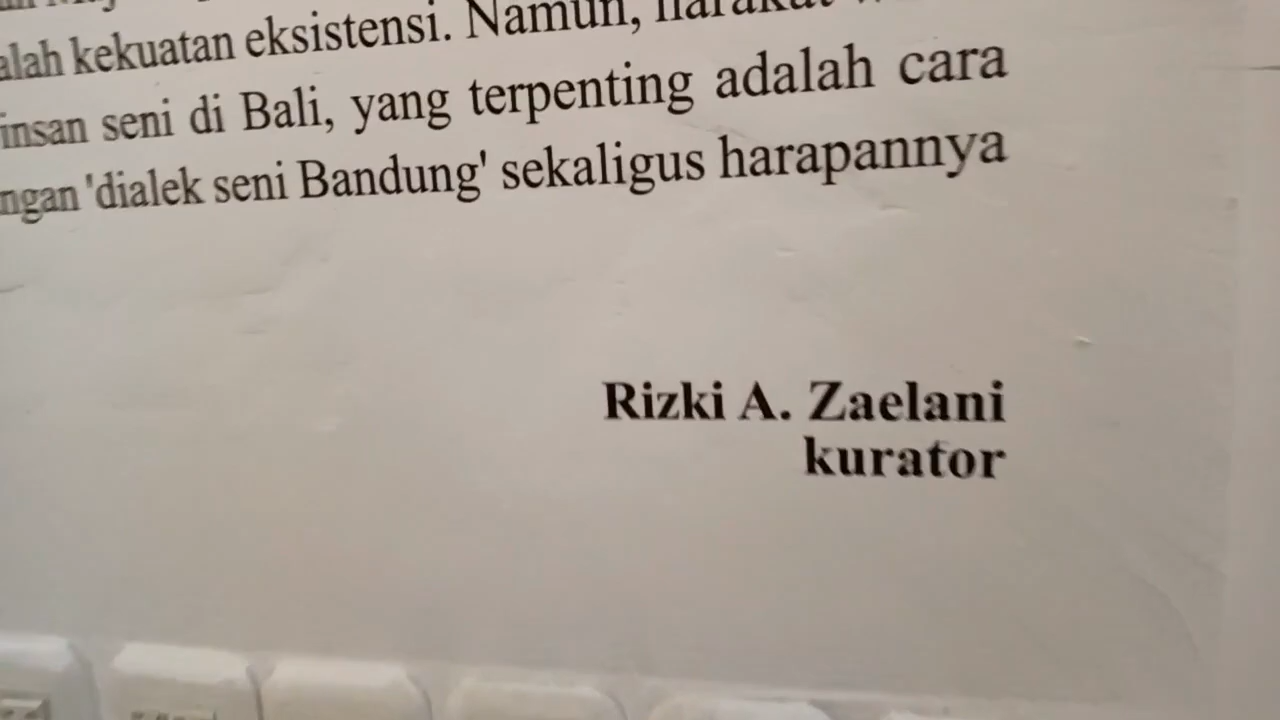 alah kekuatan eksistensi. Namun,
insan seni di Bali, yang terpenting adalah cara
ngan 'dialek seni Bandung' sekaligus harapannya
Rizki A. Zaelani
kurator